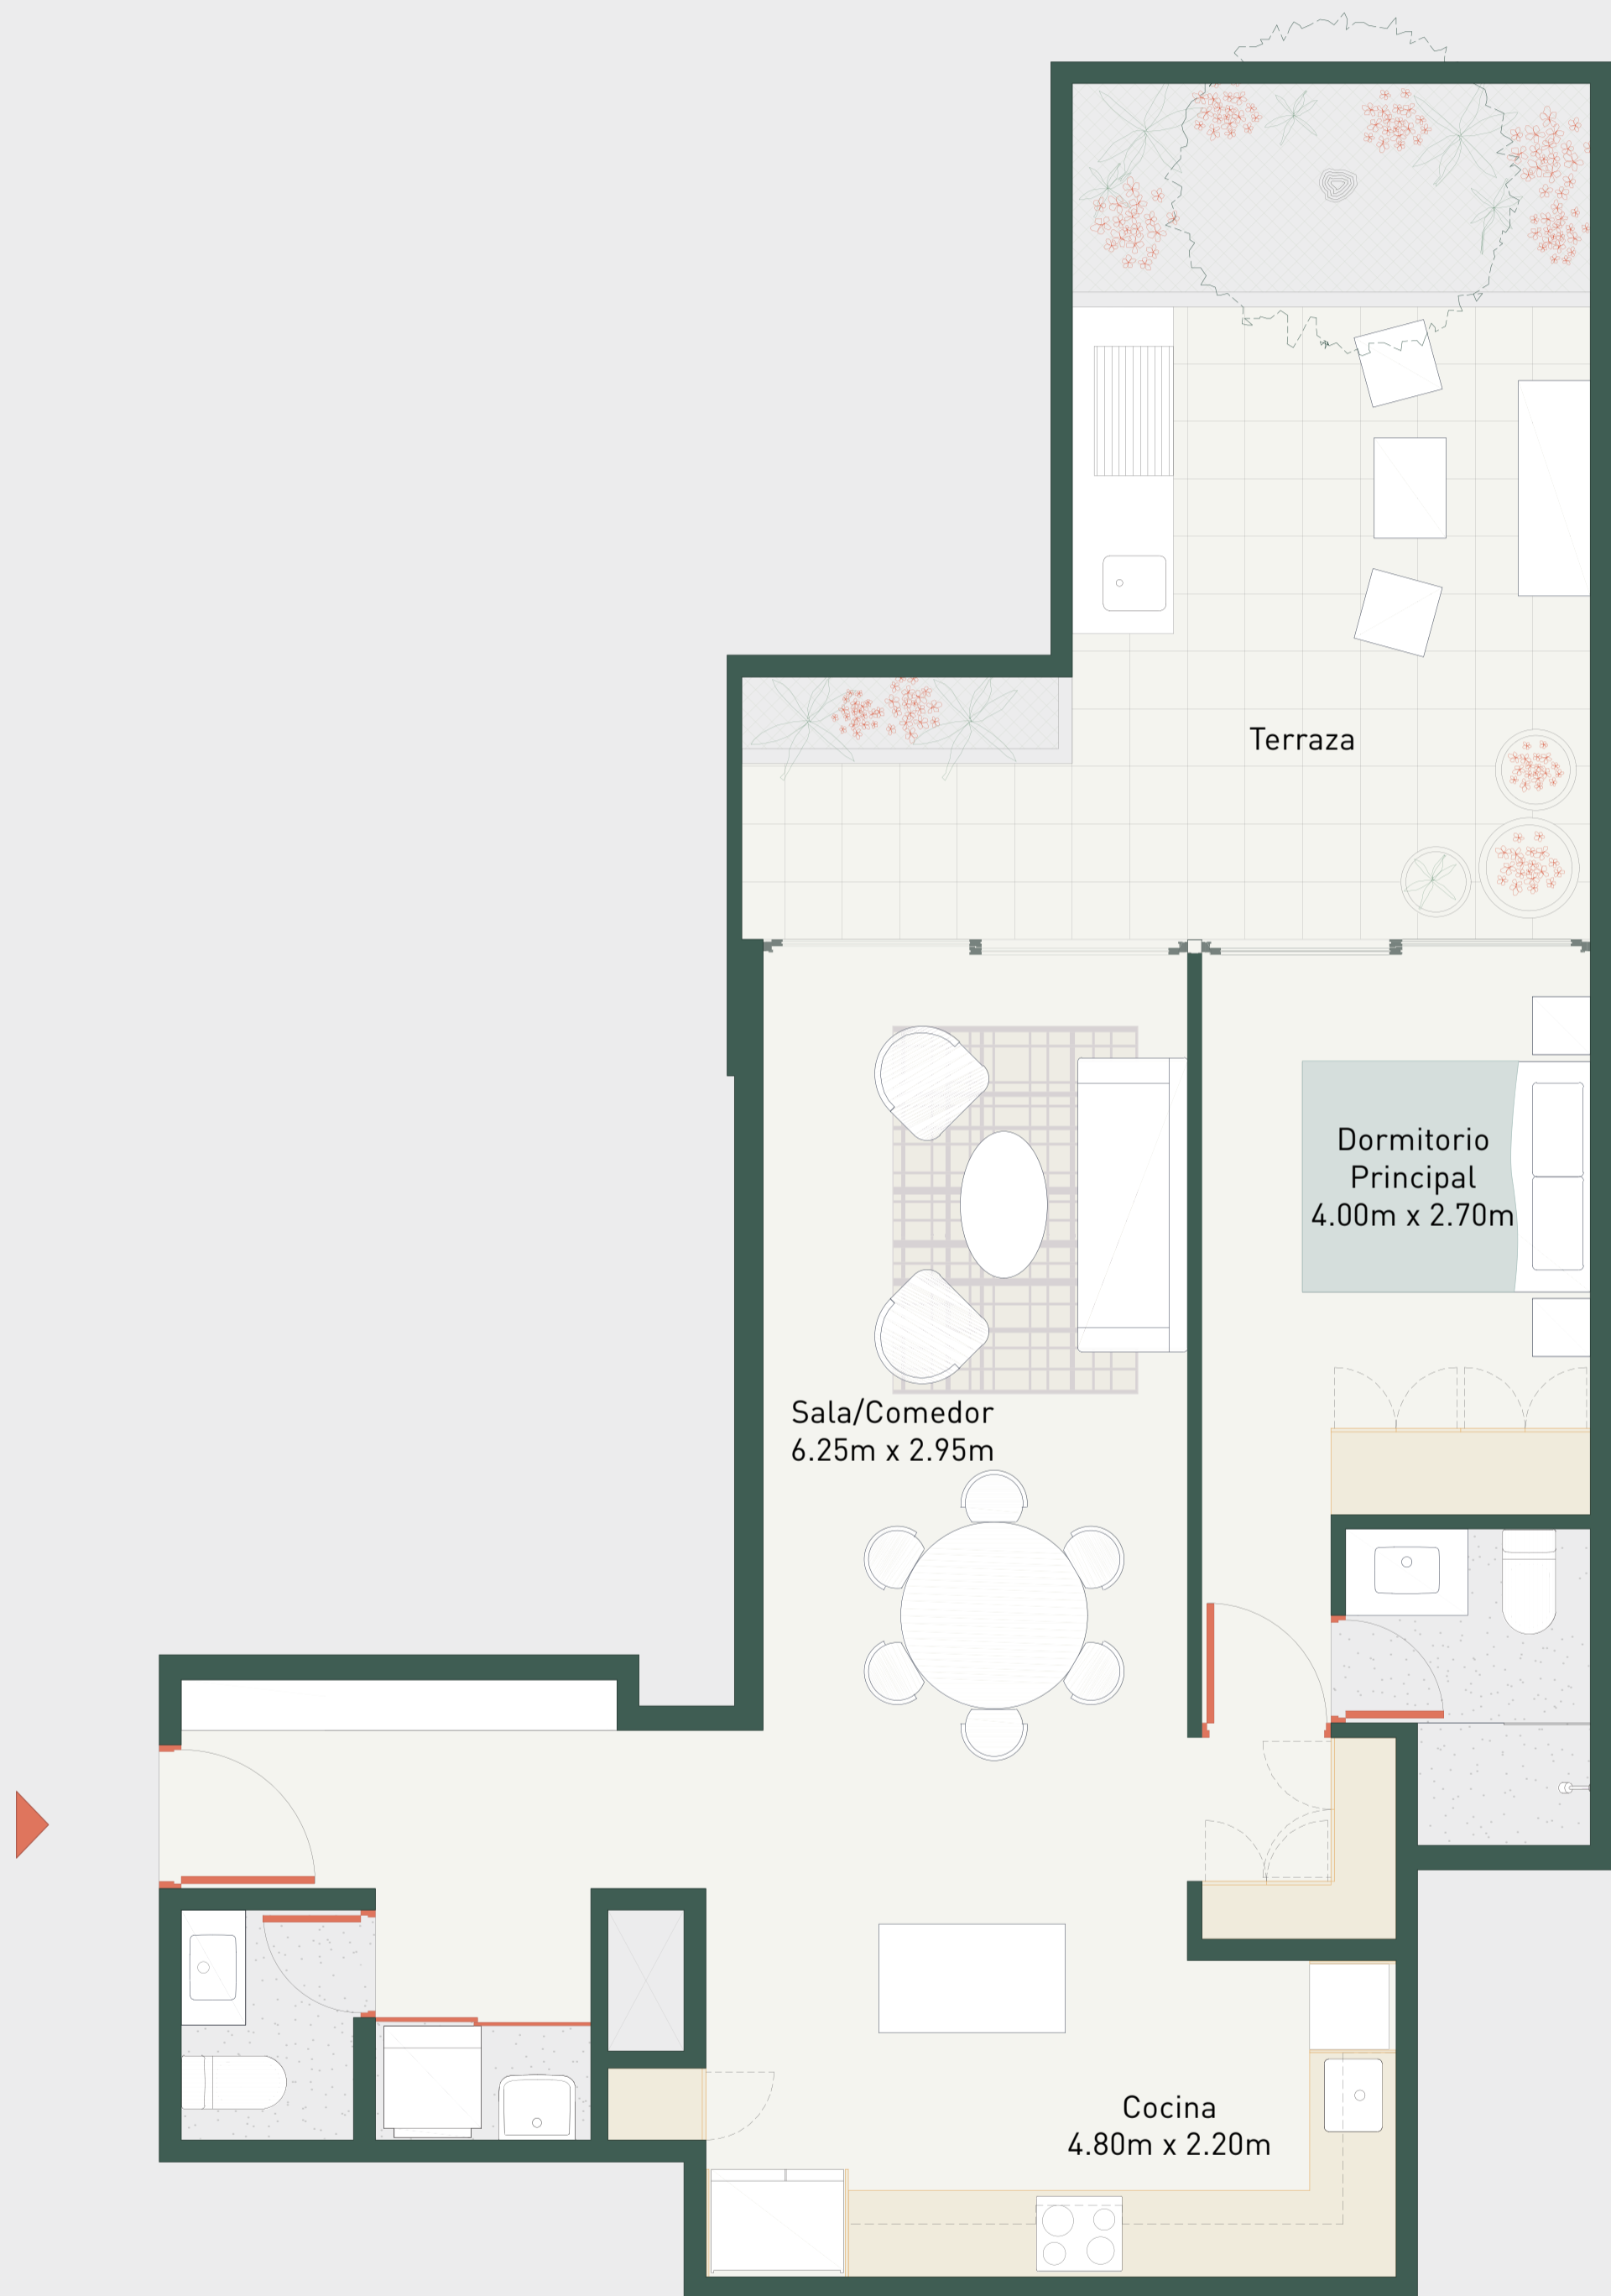 Terraza
Dormitorio
Principal
4.00m x 2.70m
Sala/Comedor
6.25m x 2.95m
Cocina
4.80m x 2.20m